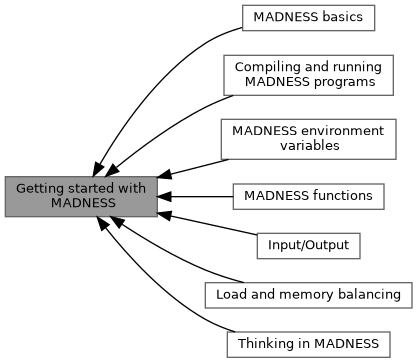 MADNESS basics
Compiling and running
MADNESS programs
MADNESS environment
variables
Getting started with
MADNESS
MADNESS functions
Input/Output
Load and memory balancing
Thinking in MADNESS